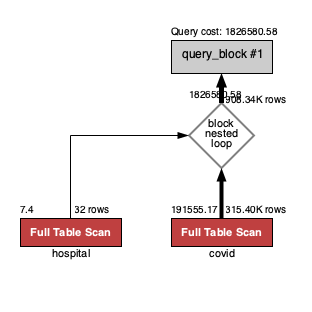 Query cost: 1826580.58
query_block #1
1826580.58
908.34K rows
block
nested
loop
7.4
32 rows
191555.17
315.40K rows
Full Table Scan
Full Table Scan
hospital
covid